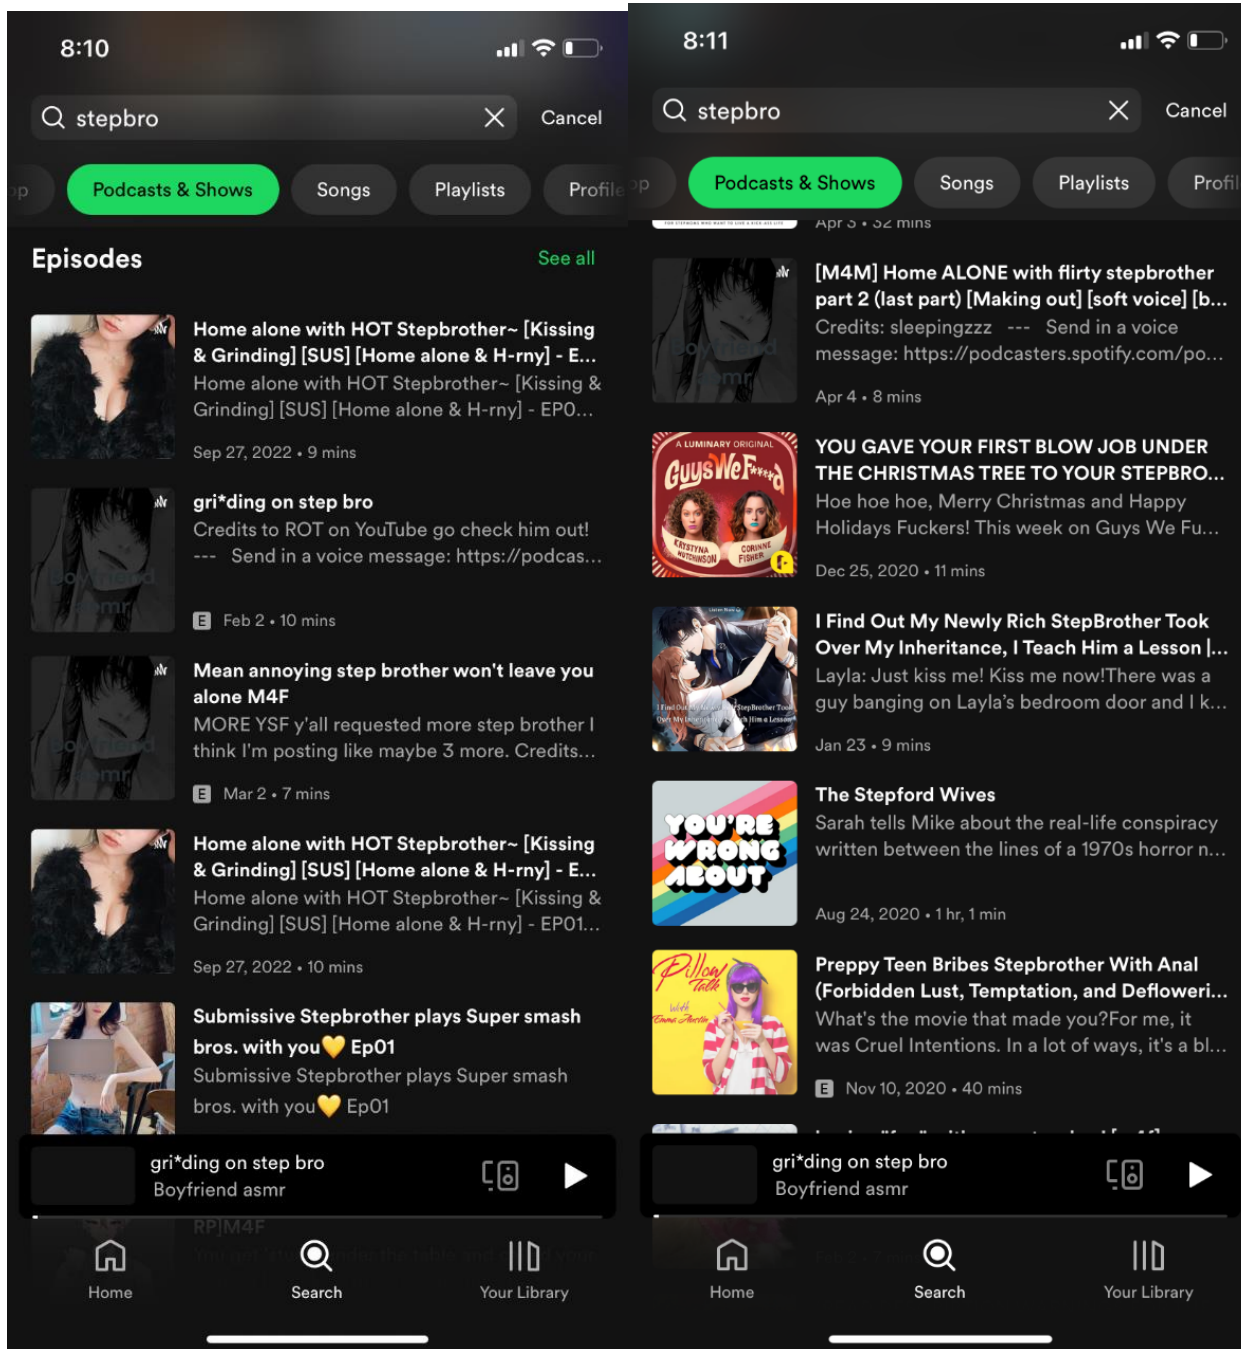 8:10
stepbro
Cancel
Podcasts & Shows
Songs
Playlists
Profile
Episodes
See all
Home alone with HOT Stepbrother~ [Kissing
& Grinding] [SUS] [Home alone & H-rny] - E...
Home alone with HOT Stepbrother~ [Kissing &
Grinding] [SUS] [Home alone & H-rny] - EP0...
Sep 27, 2022 • 9 mins
gri*ding on step bro
Credits to ROT on YouTube go check him out!
--- Send in a voice message: https://podcas...
E Feb 2 • 10 mins
Boyfriend
asmr
Mean annoying step brother won't leave you
alone M4F
MORE YSF y'all requested more step brother I
think I'm posting like maybe 3 more. Credits...
E Mar 2 • 7 mins
Boyfriend
asmr
Home alone with HOT Stepbrother~ [Kissing
& Grinding] [SUS] [Home alone & H-rny] - E...
Home alone with HOT Stepbrother~ [Kissing &
Grinding] [SUS] [Home alone & H-rny] - EP01...
Sep 27, 2022 • 10 mins
Submissive Stepbrother plays Super smash
bros. with you💛 Ep01
Submissive Stepbrother plays Super smash
bros. with you💛 Ep01
gri*ding on step bro
Boyfriend asmr
RP]M4F
Home
Search
Your Library
8:11
stepbro
Cancel
Podcasts & Shows
Songs
Playlists
Profil
Apr 3 • 32 mins
[M4M] Home ALONE with flirty stepbrother
part 2 (last part) [Making out] [soft voice] [b...
Credits: sleepingzzz --- Send in a voice
message: https://podcasters.spotify.com/po...
Apr 4 • 8 mins
Boyfriend
asmr
A LUMINARY ORIGINAL
GuysWeF****d
KRYSTYNA
HUTCHINSON
CORINNE
FISHER
YOU GAVE YOUR FIRST BLOW JOB UNDER
THE CHRISTMAS TREE TO YOUR STEPBRO...
Hoe hoe hoe, Merry Christmas and Happy
Holidays Fuckers! This week on Guys We Fu...
Dec 25, 2020 • 11 mins
I Find Out My Newly Rich StepBrother Took
Over My Inheritance, I Teach Him a Lesson |...
Layla: Just kiss me! Kiss me now!There was a
guy banging on Layla's bedroom door and I k...
Jan 23 • 9 mins
YOU'RE
WRONG
ABOUT
The Stepford Wives
Sarah tells Mike about the real-life conspiracy
written between the lines of a 1970s horror n...
Aug 24, 2020 • 1 hr, 1 min
Pillow
Talk
With
Emma Austin
Preppy Teen Bribes Stepbrother With Anal
(Forbidden Lust, Temptation, and Defloweri...
What's the movie that made you?For me, it
was Cruel Intentions. In a lot of ways, it's a bl...
E Nov 10, 2020 • 40 mins
gri*ding on step bro
Boyfriend asmr
Home
Search
Your Library